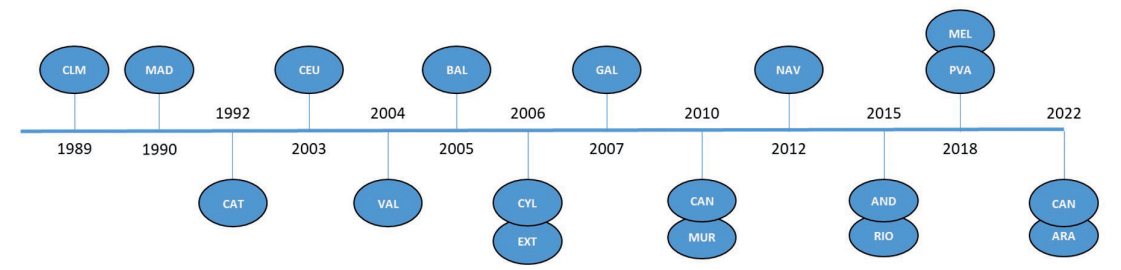 MEL
CLM MAD CEU BAL GAL NAV PVA
1992 2004 2006 2010 2015 2022
1989 1990 2003 2005 2007 2012 2018
CAT VAL CYL CAN AND CAN
EXT MUR RIO ARA